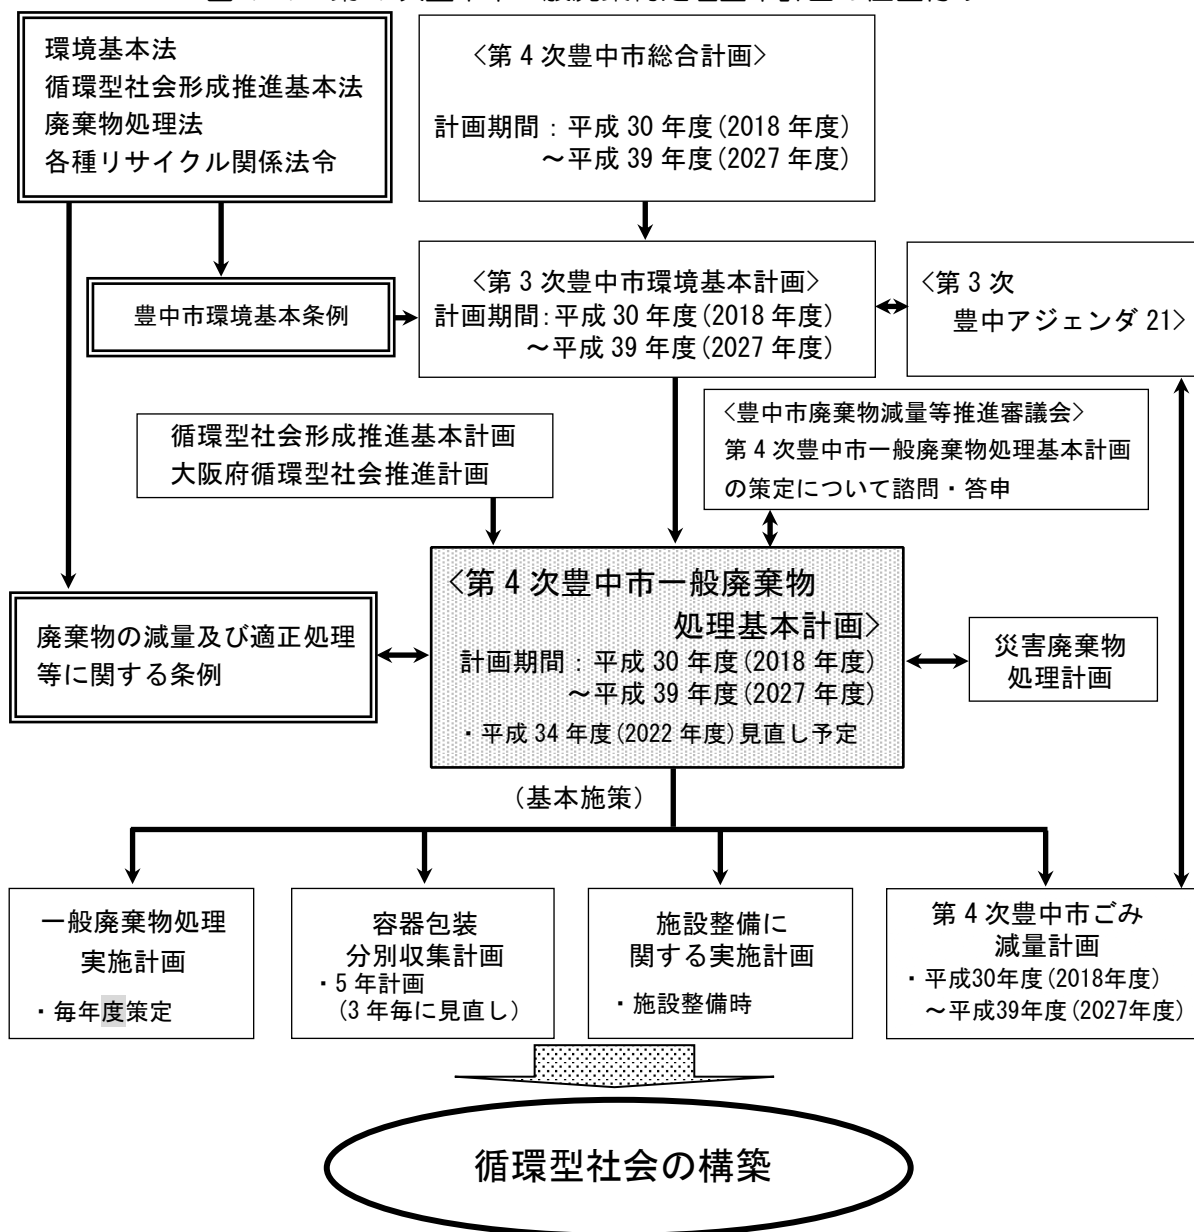 環境基本法
循環型社会形成推進基本法
廃棄物処理法
各種リサイクル関係法令
<第4次豊中市総合計画>
計画期間：平成30年度(2018年度)
～平成39年度(2027年度)
豊中市環境基本条例
<第3次豊中市環境基本計画>
計画期間:平成30年度(2018年度)
～平成39年度(2027年度)
<第3次
豊中アジェンダ21>
循環型社会形成推進基本計画
大阪府循環型社会推進計画
<豊中市廃棄物減量等推進審議会>
第4次豊中市一般廃棄物処理基本計画
の策定について諮問・答申
廃棄物の減量及び適正処理
等に関する条例
<第4次豊中市一般廃棄物
処理基本計画>
計画期間：平成30年度(2018年度)
～平成39年度(2027年度)
・平成34年度(2022年度)見直し予定
災害廃棄物
処理計画
(基本施策)
一般廃棄物処理
実施計画
・毎年度策定
容器包装
分別収集計画
・5年計画
(3年毎に見直し)
施設整備に
関する実施計画
・施設整備時
第4次豊中市ごみ
減量計画
・平成30年度(2018年度)
～平成39年度(2027年度)
循環型社会の構築